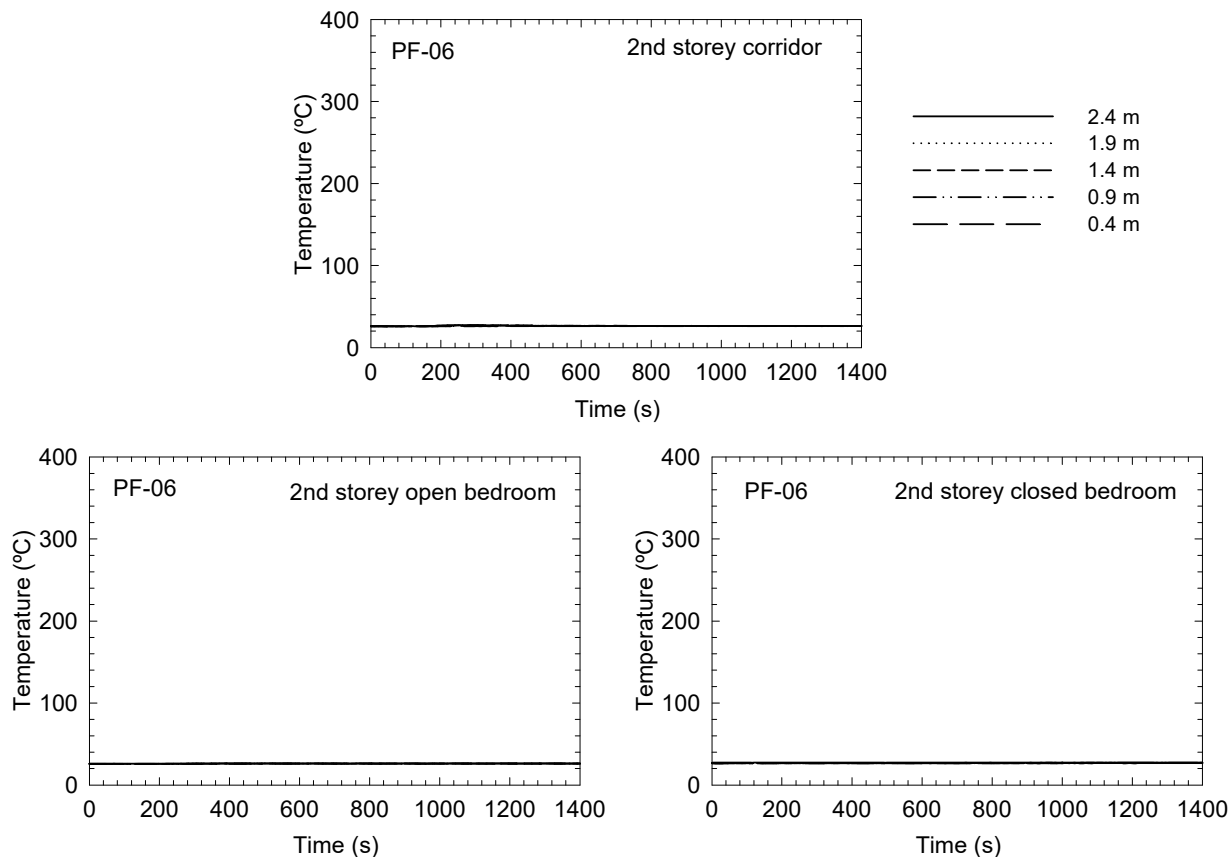 PF-06 2nd storey corridor
400
300
200
100
0
Temperature (ºC)
0 200 400 600 800 1000 1200 1400
Time (s)
2.4 m
1.9 m
1.4 m
0.9 m
0.4 m
PF-06 2nd storey open bedroom
400
300
200
100
0
Temperature (ºC)
0 200 400 600 800 1000 1200 1400
Time (s)
PF-06 2nd storey closed bedroom
400
300
200
100
0
Temperature (ºC)
0 200 400 600 800 1000 1200 1400
Time (s)